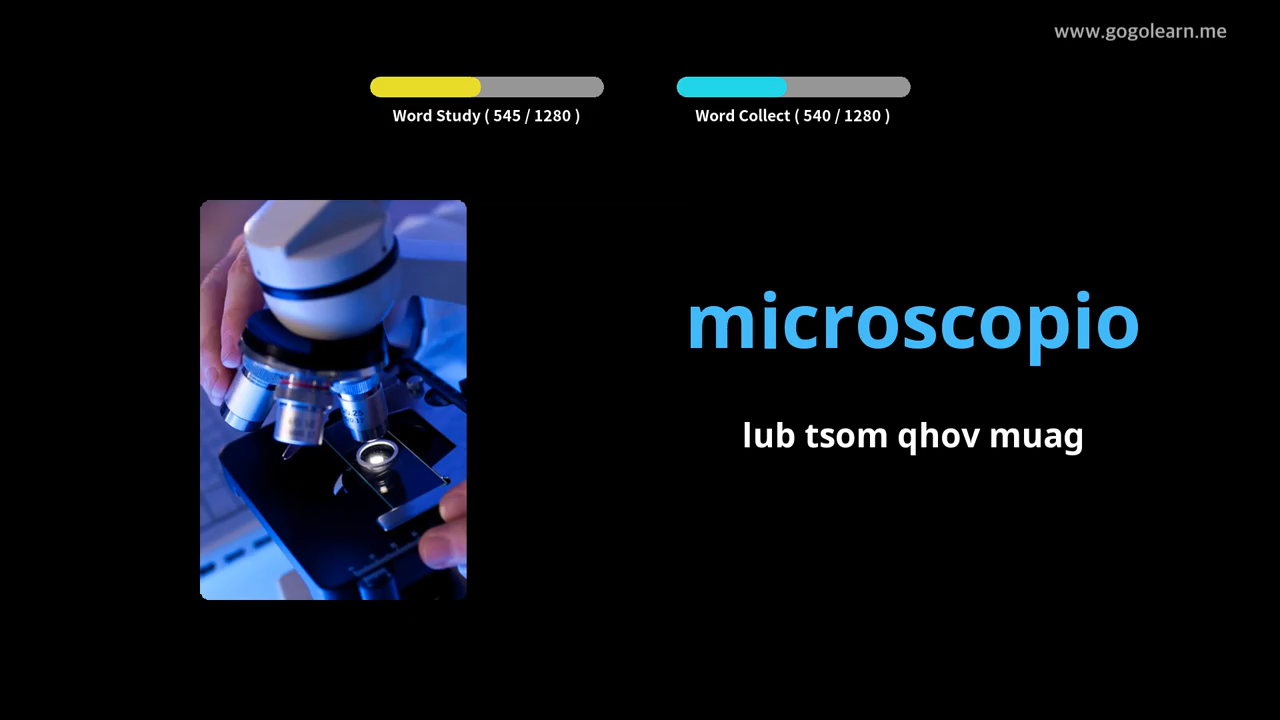 www.gogolearn.me
Word Study ( 545 / 1280 )
Word Collect ( 540 / 1280 )
microscopio
lub tsom qhov muag